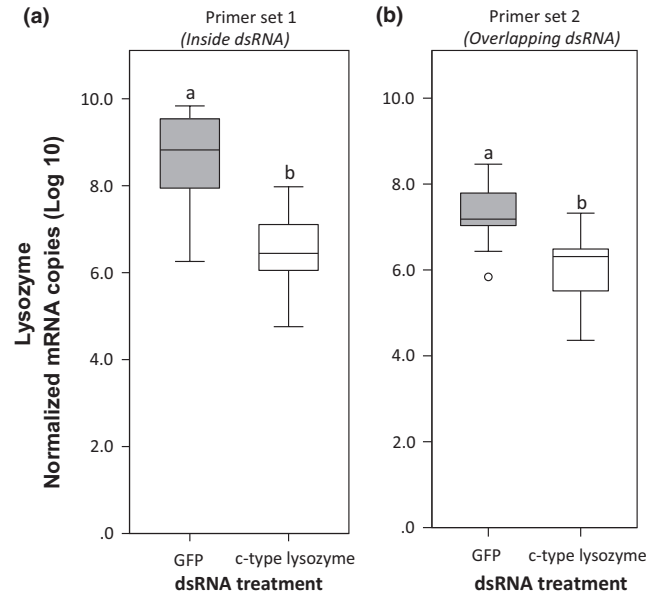 (a)
Primer set 1
(Inside dsRNA)
Lysozyme
Normalized mRNA copies (Log 10)
10.0
8.0
6.0
4.0
2.0
.0
a
b
GFP
c-type lysozyme
dsRNA treatment
(b)
Primer set 2
(Overlapping dsRNA)
10.0
8.0
6.0
4.0
2.0
.0
a
b
GFP
c-type lysozyme
dsRNA treatment